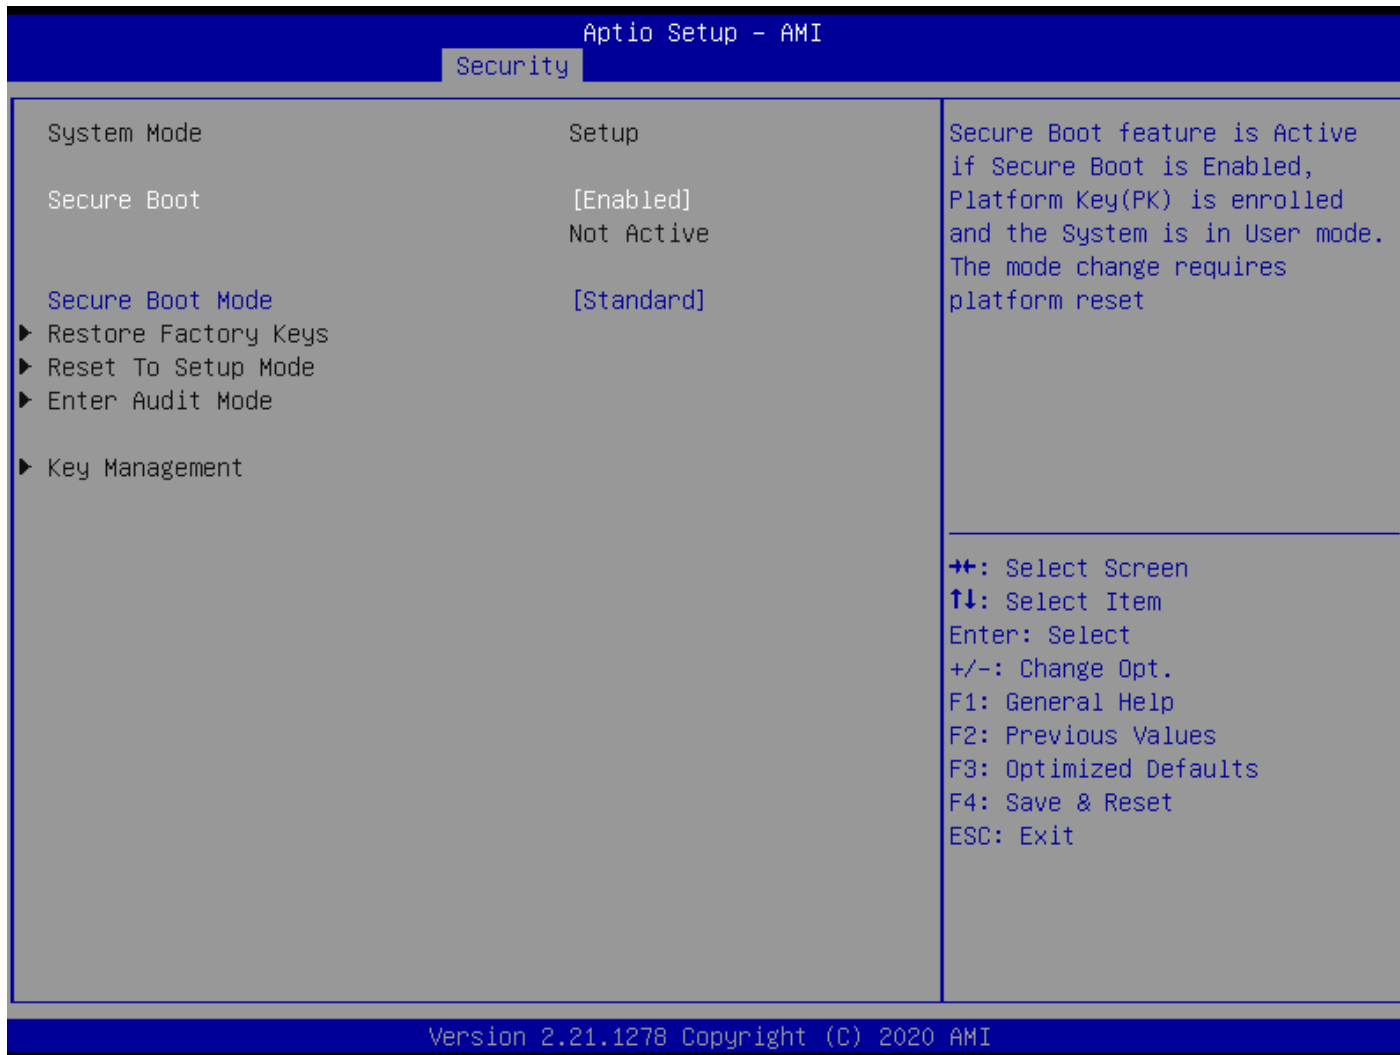 Aptio Setup – AMI
Security
System Mode Setup
Secure Boot [Enabled]
Not Active
Secure Boot Mode [Standard]
Restore Factory Keys
Reset To Setup Mode
Enter Audit Mode
Key Management
Secure Boot feature is Active
if Secure Boot is Enabled,
Platform Key(PK) is enrolled
and the System is in User mode.
The mode change requires
platform reset
→←: Select Screen
↑↓: Select Item
Enter: Select
+/-: Change Opt.
F1: General Help
F2: Previous Values
F3: Optimized Defaults
F4: Save & Reset
ESC: Exit
Version 2.21.1278 Copyright (C) 2020 AMI